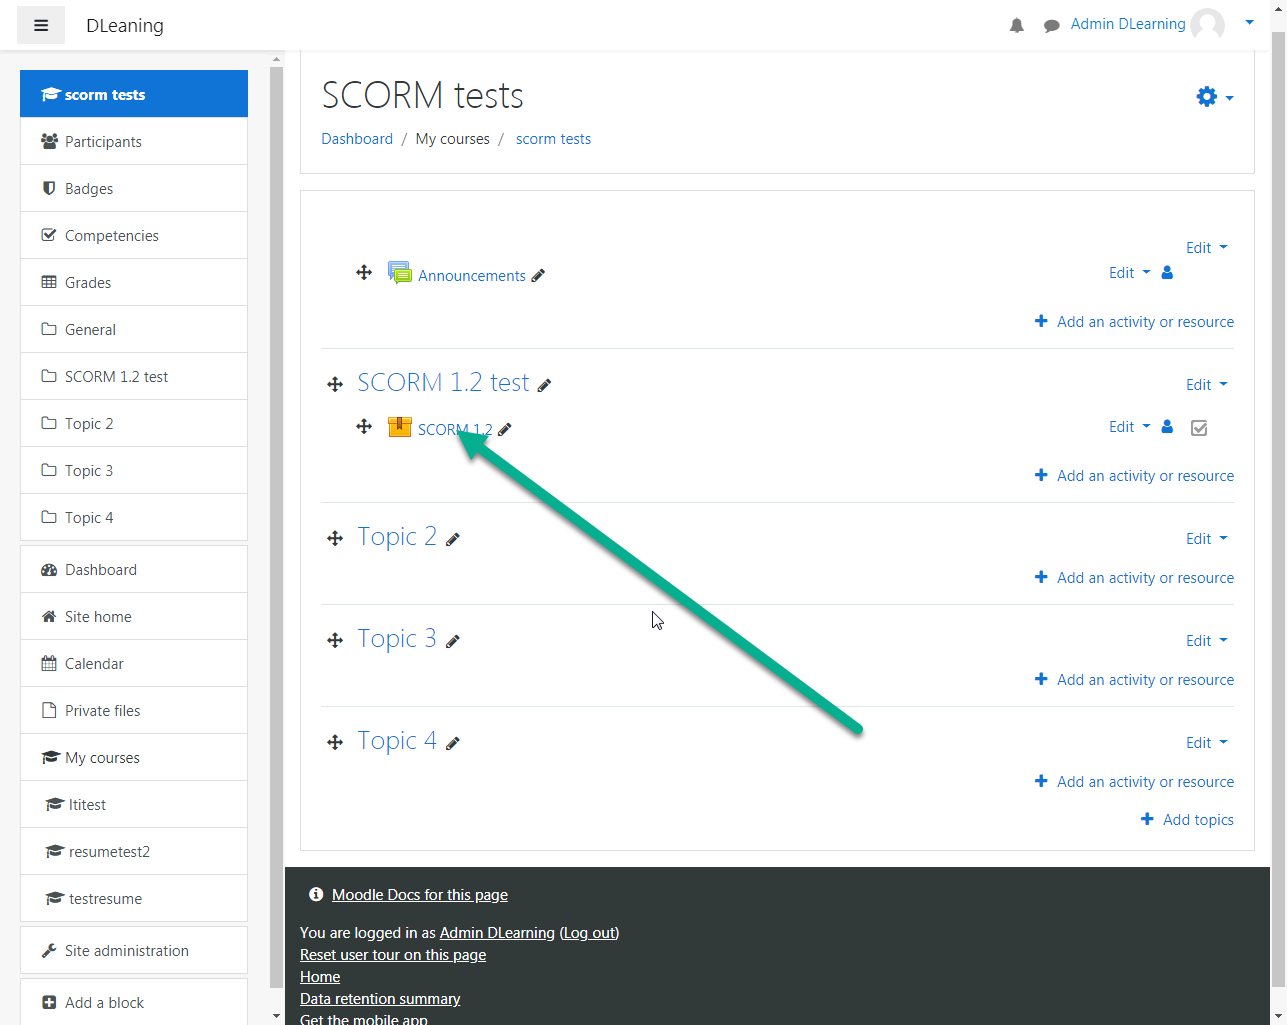 DLeaning
Admin DLearning
scorm tests
Participants
Badges
Competencies
Grades
General
SCORM 1.2 test
Topic 2
Topic 3
Topic 4
Dashboard
Site home
Calendar
Private files
My courses
ltitest
resumetest2
testresume
Site administration
Add a block
SCORM tests
Dashboard / My courses / scorm tests
Edit
Announcements
Edit
Add an activity or resource
SCORM 1.2 test
Edit
SCORM 1.2
Edit
Add an activity or resource
Topic 2
Edit
Add an activity or resource
Topic 3
Edit
Add an activity or resource
Topic 4
Edit
Add an activity or resource
Add topics
Moodle Docs for this page
You are logged in as Admin DLearning (Log out)
Reset user tour on this page
Home
Data retention summary
Get the mobile app